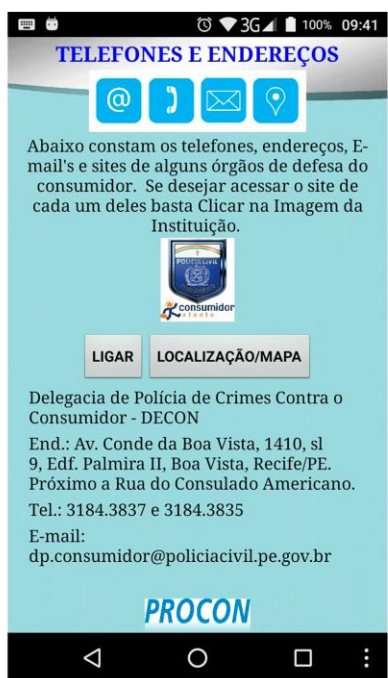 3G 100% 09:41
TELEFONES E ENDEREÇOS
@
Abaixo constam os telefones, endereços, E-
mail's e sites de alguns órgãos de defesa do
consumidor. Se desejar acessar o site de
cada um deles basta Clicar na Imagem da
Instituição.
POLICIA CIVIL
consumidor
atento
LIGAR LOCALIZAÇÃO/MAPA
Delegacia de Polícia de Crimes Contra o
Consumidor - DECON
End.: Av. Conde da Boa Vista, 1410, sl
9, Edf. Palmira II, Boa Vista, Recife/PE.
Próximo a Rua do Consulado Americano.
Tel.: 3184.3837 e 3184.3835
E-mail:
dp.consumidor@policiacivil.pe.gov.br
PROCON